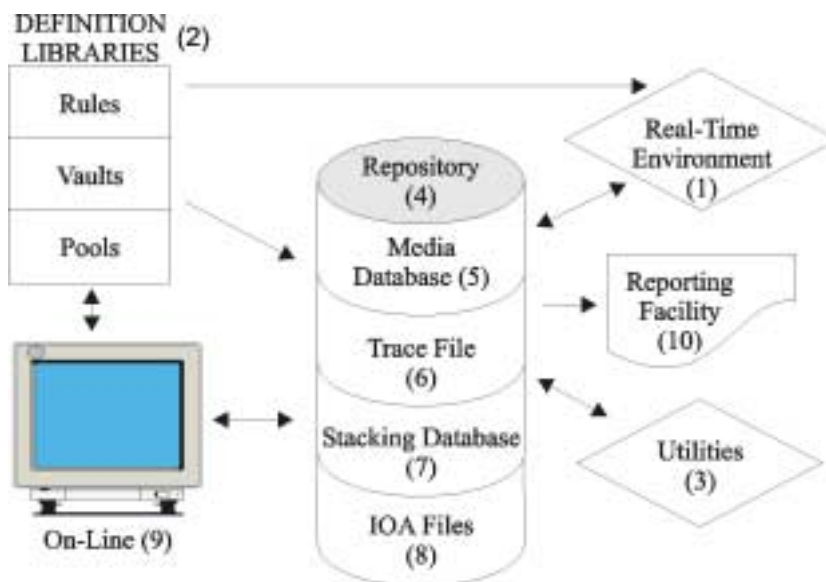 DEFINITION
LIBRARIES (2)
Rules
Vaults
Pools
On-Line (9)
Repository
(4)
Media
Database (5)
Trace File
(6)
Stacking Database
(7)
IOA Files
(8)
Real-Time
Environment
(1)
Reporting
Facility
(10)
Utilities
(3)